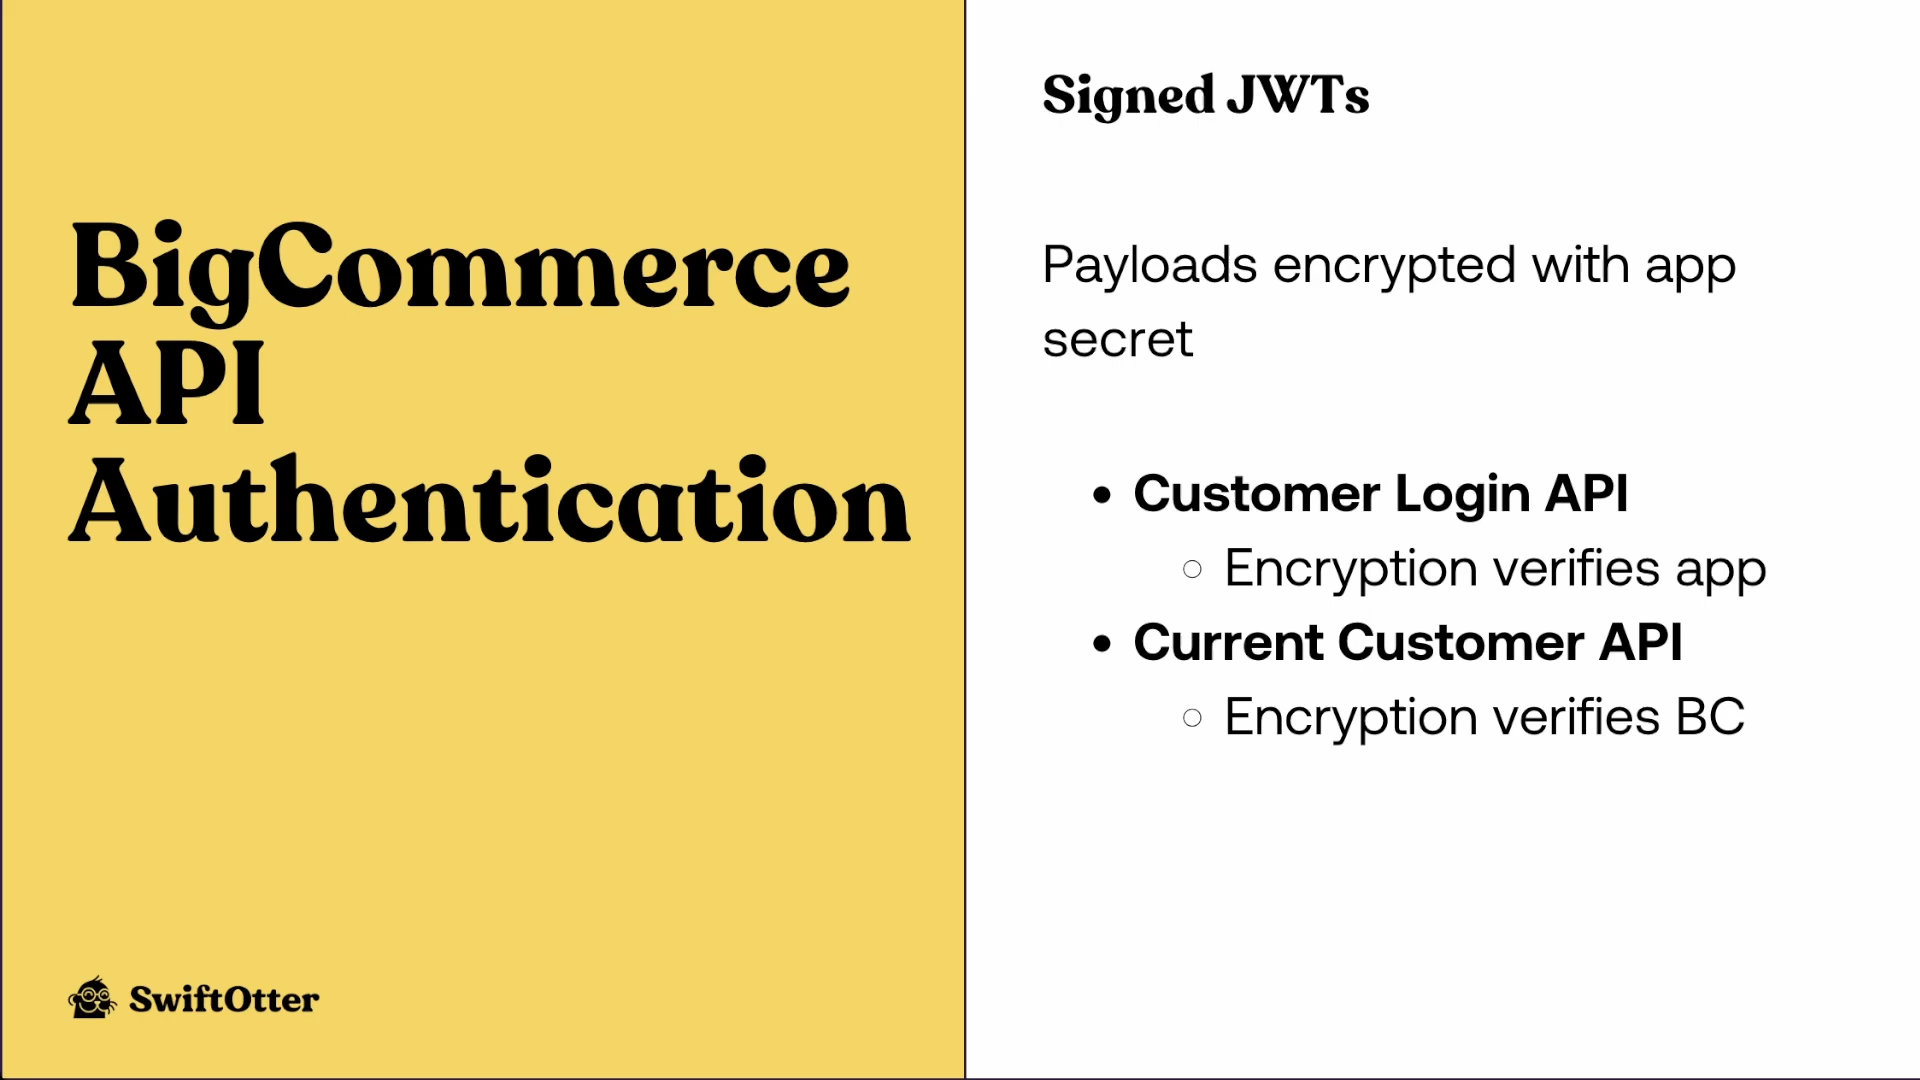 BigCommerce
API
Authentication
SwiftOtter
Signed JWTs
Payloads encrypted with app
secret
• Customer Login API
○ Encryption verifies app
• Current Customer API
○ Encryption verifies BC